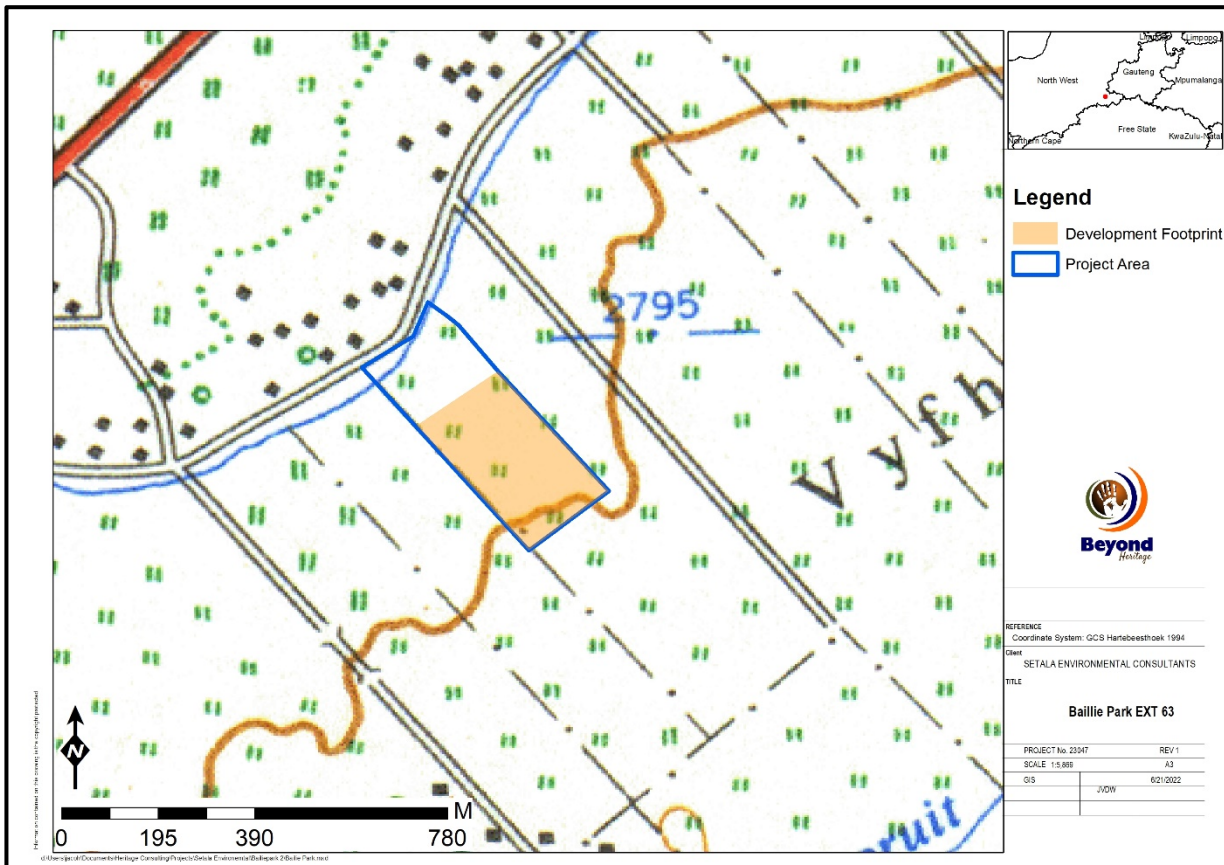 2795
V y f h
ruit
N
0 195 390 780 M
Limpopo
North West
Gauteng
Mpumalanga
Free State
Northern Cape
KwaZulu-Natal
Legend
Development Footprint
Project Area
Beyond
Heritage
REFERENCE
Coordinate System: GCS Hartebeesthoek 1994
Client
SETALA ENVIRONMENTAL CONSULTANTS
TITLE
Baillie Park EXT 63
PROJECT No. 23047 REV 1
SCALE 1:5,869 A3
GIS 6/21/2022
JVDW